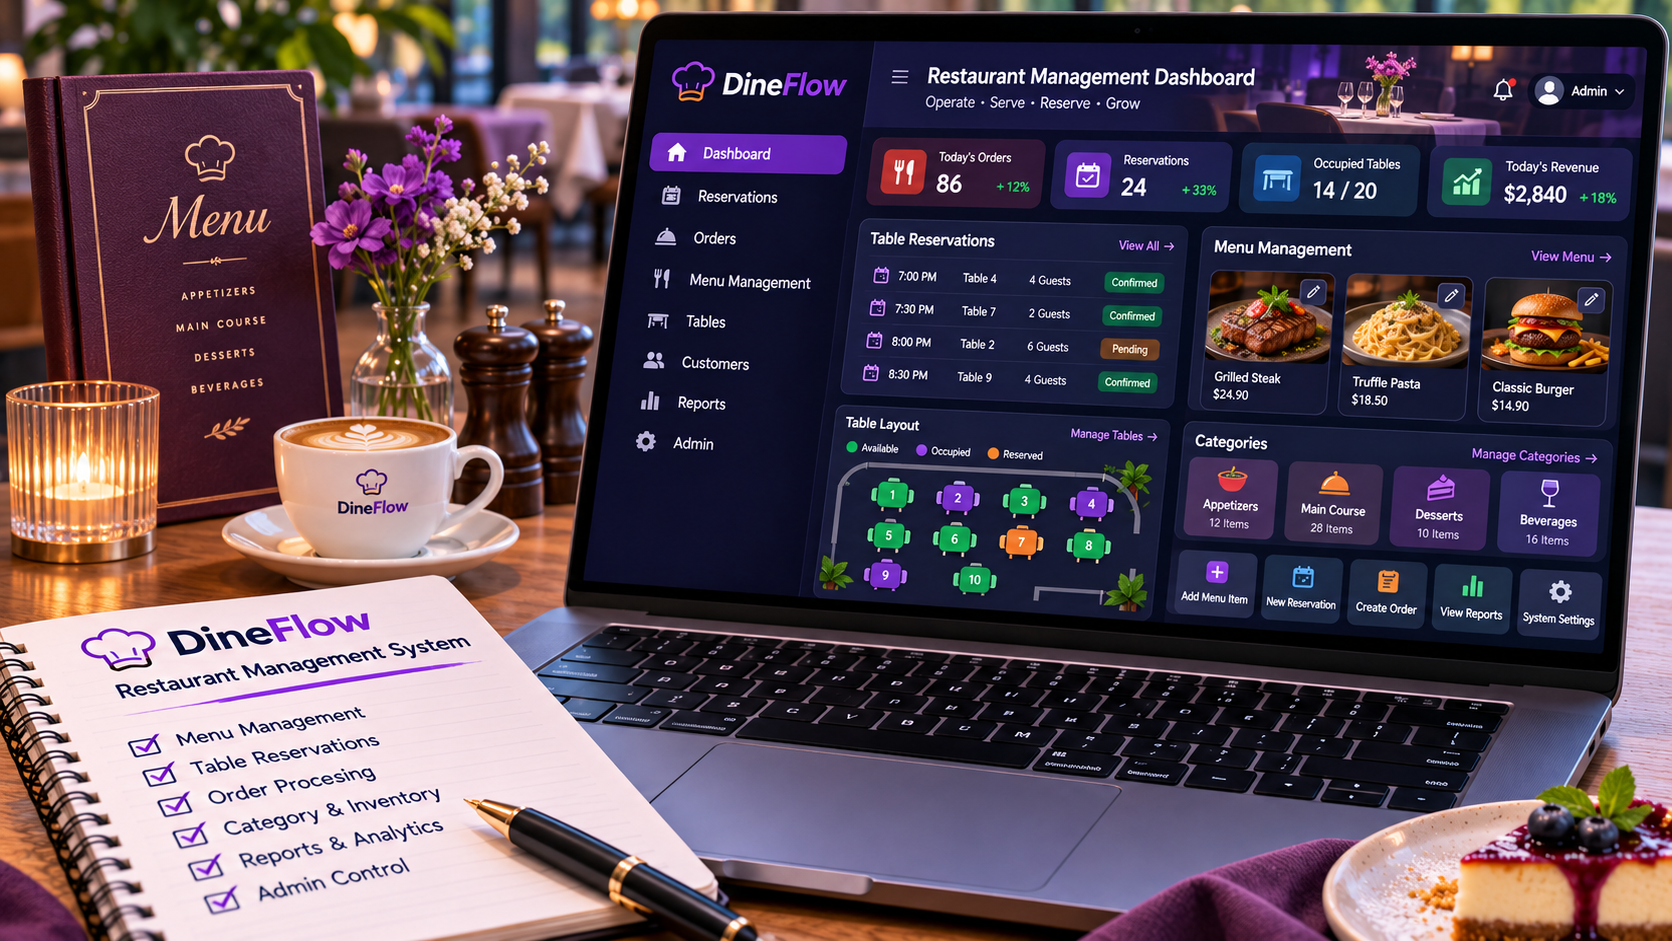 Menu
APPETIZERS
MAIN COURSE
DESSERTS
BEVERAGES
DineFlow
DineFlow
Restaurant Management System
Menu Management
Table Reservations
Order Procesing
Category & Inventory
Reports & Analytics
Admin Control
DineFlow
Dashboard
Reservations
Orders
Menu Management
Tables
Customers
Reports
Admin
Restaurant Management Dashboard
Operate • Serve • Reserve • Grow
Admin
Today's Orders
86 +12%
Reservations
24 +33%
Occupied Tables
14 / 20
Today's Revenue
$2,840 +18%
Table Reservations View All →
7:00 PM Table 4 4 Guests Confirmed
7:30 PM Table 7 2 Guests Confirmed
8:00 PM Table 2 6 Guests Pending
8:30 PM Table 9 4 Guests Confirmed
Menu Management View Menu →
Grilled Steak
$24.90
Truffle Pasta
$18.50
Classic Burger
$14.90
Table Layout Manage Tables →
Available Occupied Reserved
1 2 3 4
5 6 7 8
9 10
Categories Manage Categories →
Appetizers
12 Items
Main Course
28 Items
Desserts
10 Items
Beverages
16 Items
Add Menu Item
New Reservation
Create Order
View Reports
System Settings